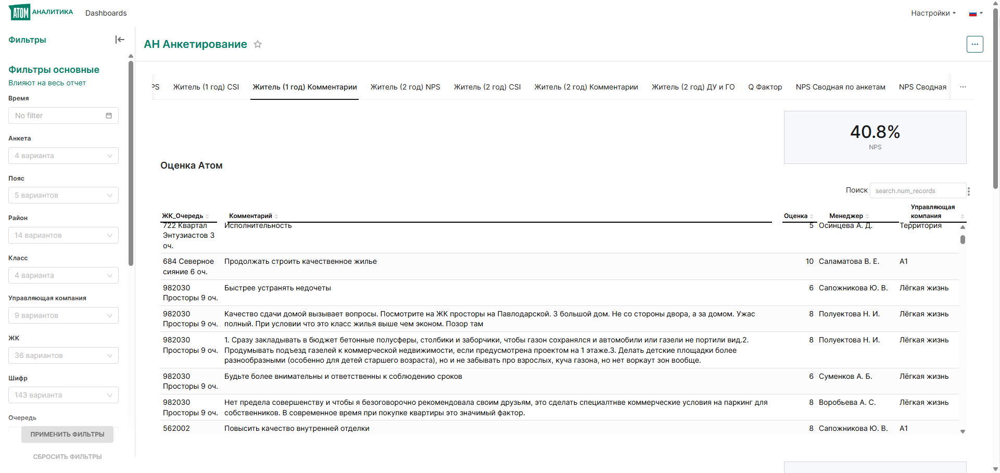 АТОМ АНАЛИТИКА
Dashboards
Настройки
Фильтры
АН Анкетирование
Фильтры основные
Влияют на весь отчет
Время
No filter
Анкета
4 варианта
Пояс
5 вариантов
Район
14 вариантов
Класс
4 варианта
Управляющая компания
9 вариантов
ЖК
36 вариантов
Шифр
143 варианта
Очередь
ПРИМЕНИТЬ ФИЛЬТРЫ
СБРОСИТЬ ФИЛЬТРЫ
PS Житель (1 год) CSI Житель (1 год) Комментарии Житель (2 год) NPS Житель (2 год) CSI Житель (2 год) Комментарии Житель (2 год) ДУ и ГО Q Фактор NPS Сводная по анкетам NPS Сводная ...
40.8%
NPS
Оценка Атом
Поиск search.num_records
ЖК_Очередь Комментарий Оценка Менеджер Управляющая
компания
722 Квартал Исполнительность 5 Осинцева А. Д. Территория
Энтузиастов 3
оч.
684 Северное Продолжать строить качественное жилье 10 Саламатова В. Е. А1
сияние 6 оч.
982030 Быстрее устранять недочеты 6 Сапожникова Ю. В. Лёгкая жизнь
Просторы 9 оч.
982030 Качество сдачи домой вызывает вопросы. Посмотрите на ЖК просторы на Павлодарской. 3 большой дом. Не со стороны двора, а за домом. Ужас 8 Полуектова Н. И. Лёгкая жизнь
Просторы 9 оч. полный. При условии что это класс жилья выше чем эконом. Позор там
982030 1. Сразу закладывать в бюджет бетонные полусферы, столбики и заборчики, чтобы газон сохранялся и автомобили или газели не портили вид.2. 8 Полуектова Н. И. Лёгкая жизнь
Просторы 9 оч. Продумывать подъезд газелей к коммерческой недвижимости, если предусмотрена проектом на 1 этаже.3. Делать детские площадки более
разнообразными (особенно для детей старшего возраста), но и не забывать про взрослых, куча газона, но нет воркаут зон вообще.
982030 Будьте более внимательны и ответственны к соблюдению сроков 6 Суменков А. Б. Лёгкая жизнь
Просторы 9 оч.
982030 Нет предела совершенству и чтобы я безоговорочно рекомендовала своим друзьям, это сделать специалтнве коммерческие условия на паркинг для 8 Воробьева А. С. Лёгкая жизнь
Просторы 9 оч. собственников. В современное время при покупке квартиры это значимый фактор.
562002 Повысить качество внутренней отделки 8 Сапожникова Ю. В. А1